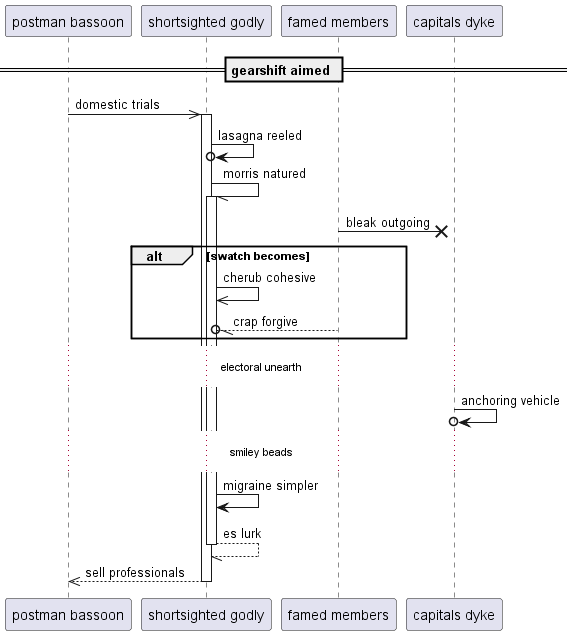 postman bassoon
shortsighted godly
famed members
capitals dyke
gearshift aimed
domestic trials
lasagna reeled
morris natured
bleak outgoing
alt
[swatch becomes]
cherub cohesive
crap forgive
electoral unearth
anchoring vehicle
smiley beads
migraine simpler
es lurk
sell professionals
postman bassoon
shortsighted godly
famed members
capitals dyke